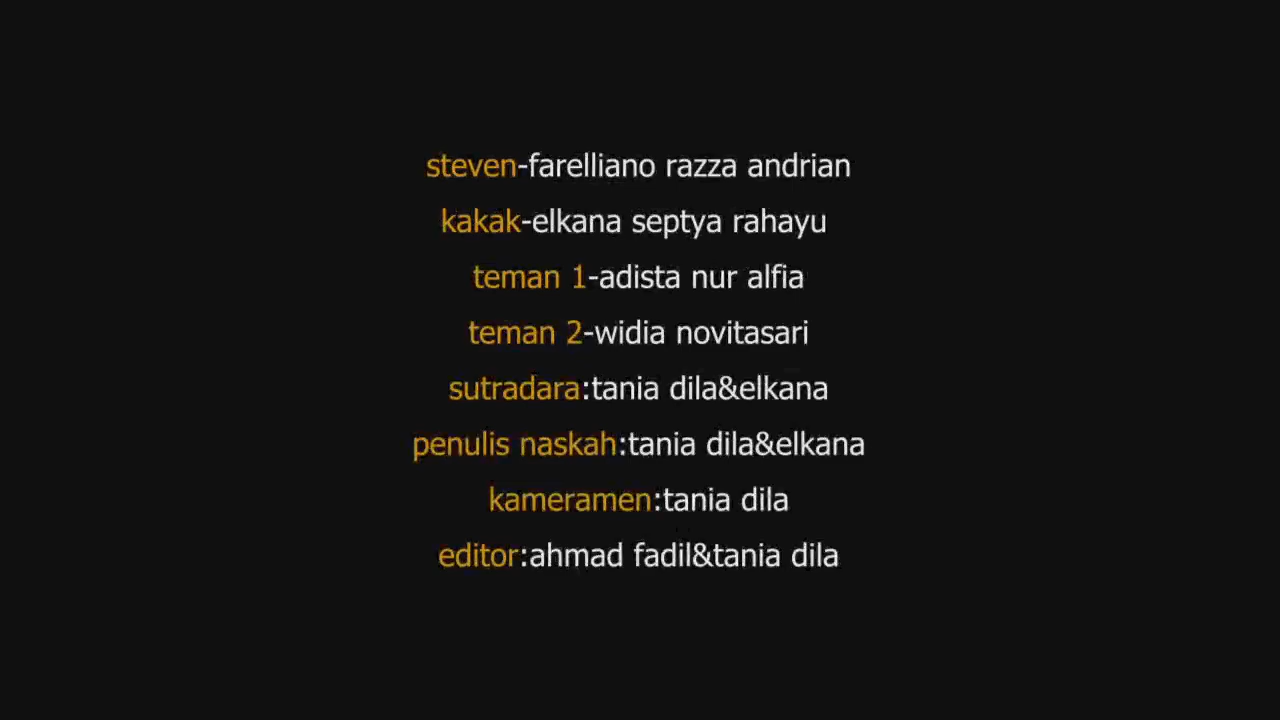 steven-farelliano razza andrian
kakak-elkana septya rahayu
teman 1-adista nur alfia
teman 2-widia novitasari
sutradara:tania dila&elkana
penulis naskah:tania dila&elkana
kameramen:tania dila
editor:ahmad fadil&tania dila